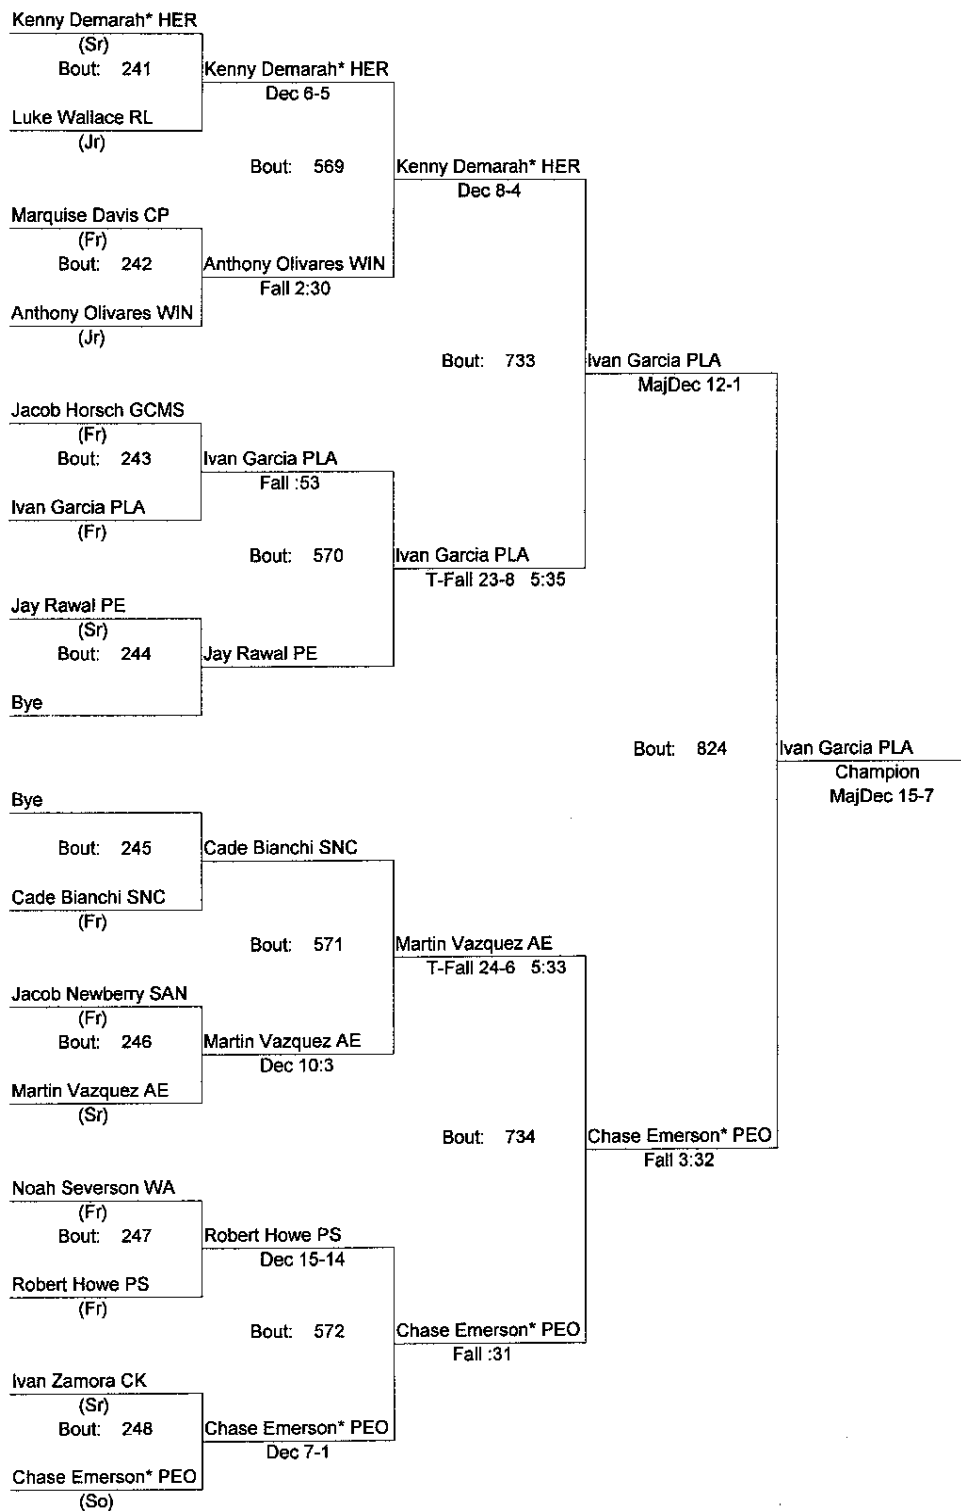 Kenny Demarah* HER
(Sr)
Bout: 241
Kenny Demarah* HER
Dec 6-5
Luke Wallace RL
(Jr)
Bout: 569
Kenny Demarah* HER
Dec 8-4
Marquise Davis CP
(Fr)
Bout: 242
Anthony Olivares WIN
Fall 2:30
Anthony Olivares WIN
(Jr)
Bout: 733
Ivan Garcia PLA
MajDec 12-1
Jacob Horsch GCMS
(Fr)
Bout: 243
Ivan Garcia PLA
Fall :53
Ivan Garcia PLA
(Fr)
Bout: 570
Ivan Garcia PLA
T-Fall 23-8 5:35
Jay Rawal PE
(Sr)
Bout: 244
Jay Rawal PE
Bye
Bout: 824
Ivan Garcia PLA
Champion
MajDec 15-7
Bye
Bout: 245
Cade Bianchi SNC
Cade Bianchi SNC
(Fr)
Bout: 571
Martin Vazquez AE
T-Fall 24-6 5:33
Jacob Newberry SAN
(Fr)
Bout: 246
Martin Vazquez AE
Dec 10:3
Martin Vazquez AE
(Sr)
Bout: 734
Chase Emerson* PEO
Fall 3:32
Noah Severson WA
(Fr)
Bout: 247
Robert Howe PS
Dec 15-14
Robert Howe PS
(Fr)
Bout: 572
Chase Emerson* PEO
Fall :31
Ivan Zamora CK
(Sr)
Bout: 248
Chase Emerson* PEO
Dec 7-1
Chase Emerson* PEO
(So)